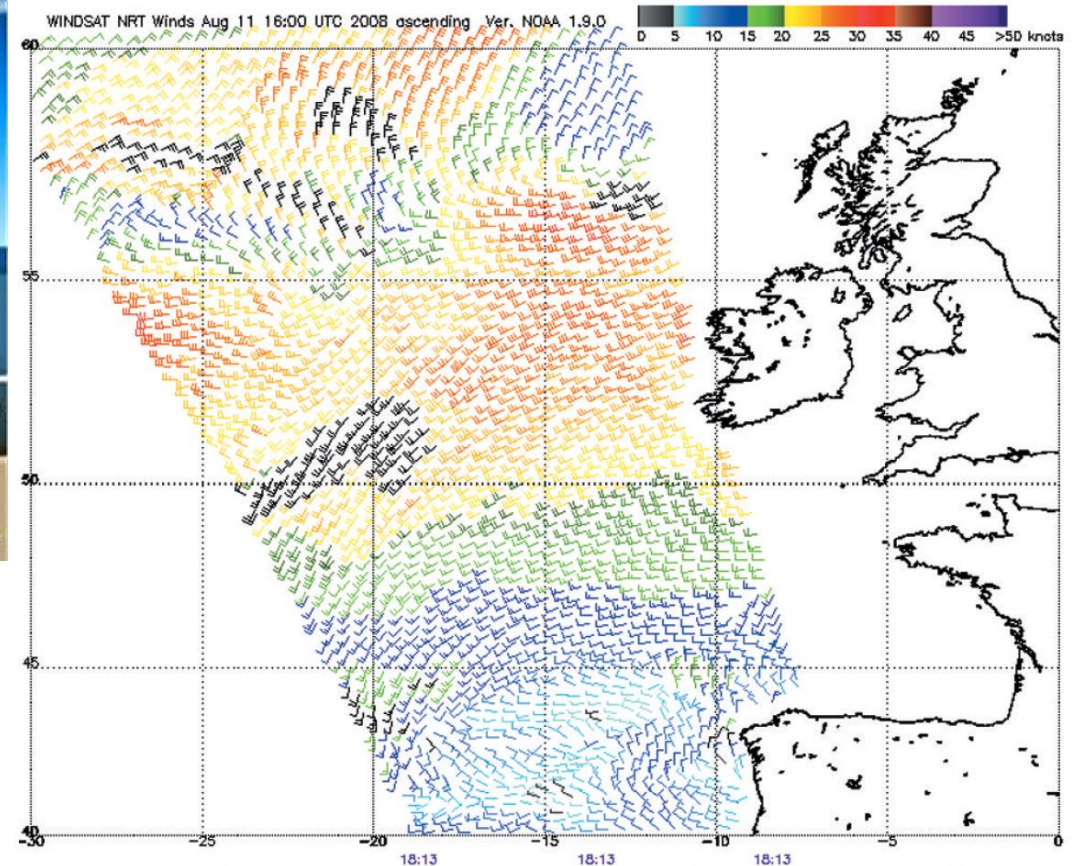 WINDSAT NRT Winds Aug 11 16:00 UTC 2008 ascending Ver. NOAA 1.9.0
0 5 10 15 20 25 30 35 40 45 >50 knots
60
55
50
45
40
-30 -25 -20 -15 -10 -5 0
18:13 18:13 18:13